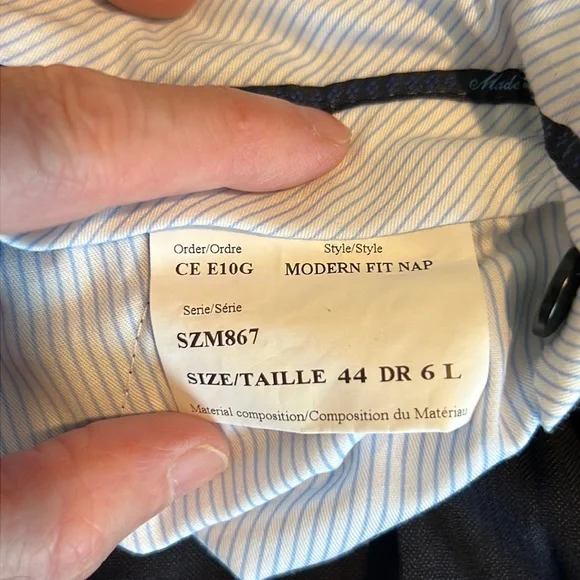 Made
Order/Ordre Style/Style
CE E10G MODERN FIT NAP
Serie/Série
SZM867
SIZE/TAILLE 44 DR 6 L
Material composition/Composition du Matériau